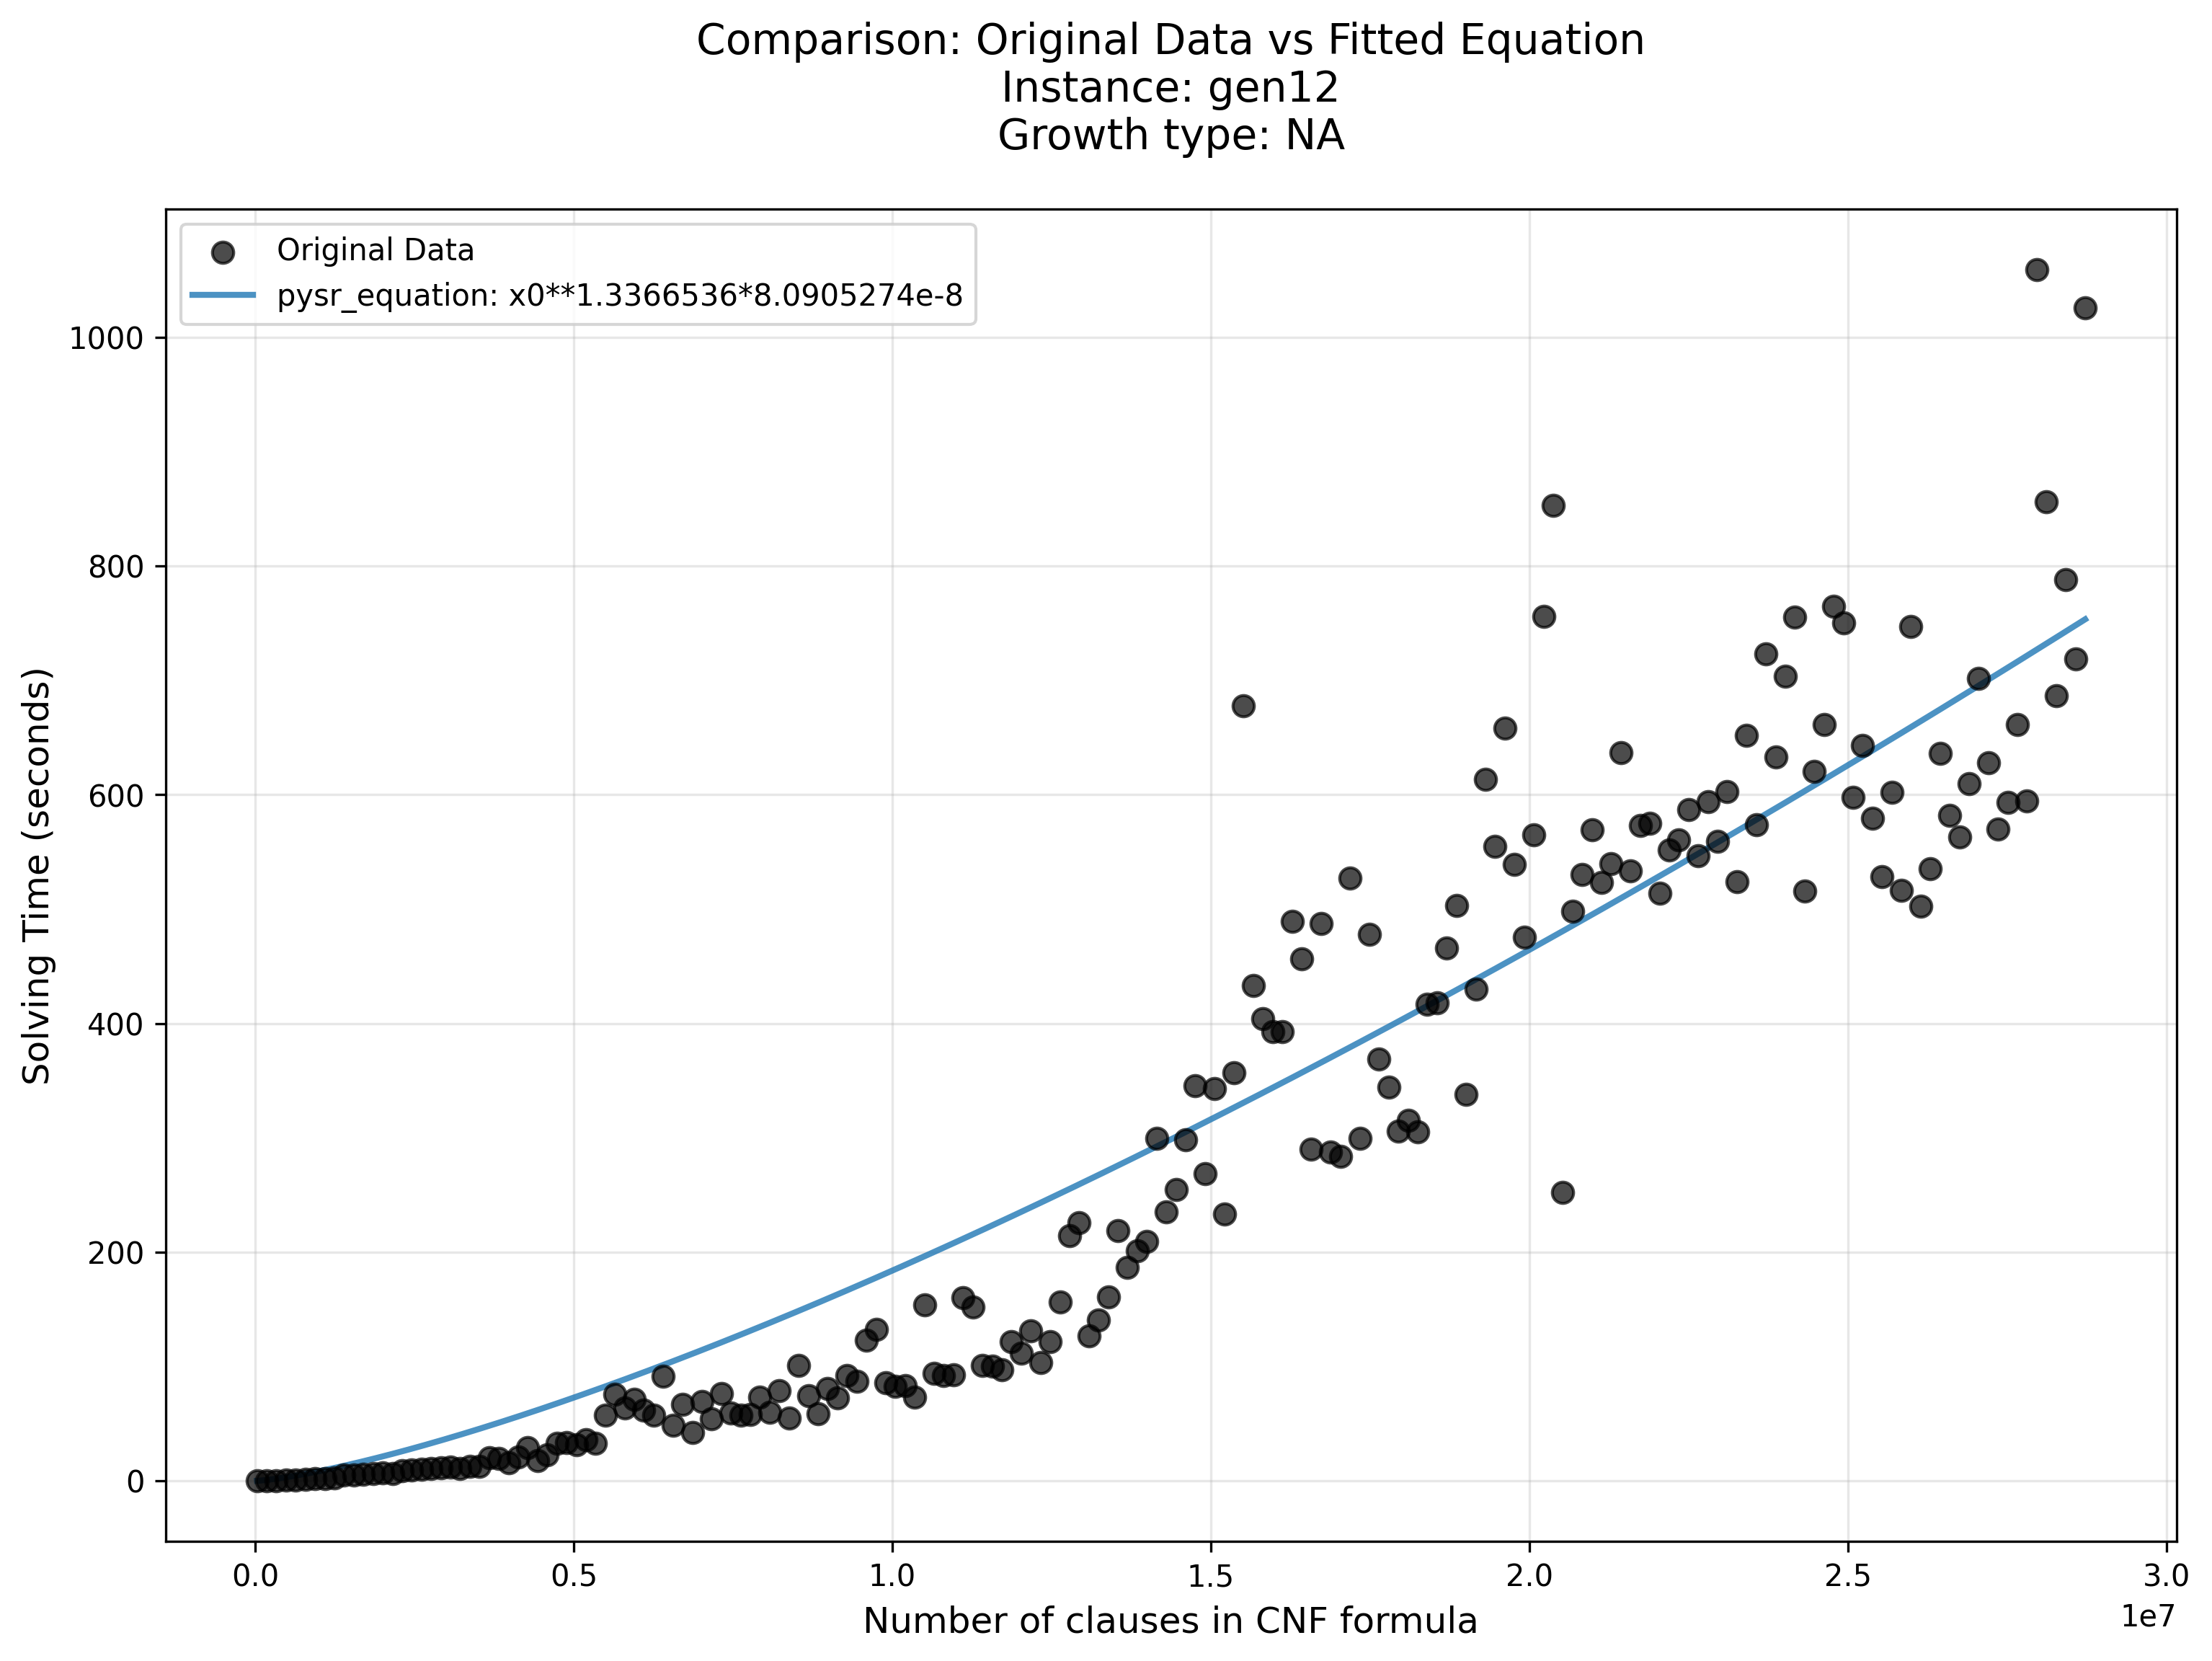 Comparison: Original Data vs Fitted Equation
Instance: gen12
Growth type: NA
Original Data
pysr_equation: x0**1.3366536*8.0905274e-8
1000
800
600
400
200
0
Solving Time (seconds)
0.0 0.5 1.0 1.5 2.0 2.5 3.0
1e7
Number of clauses in CNF formula